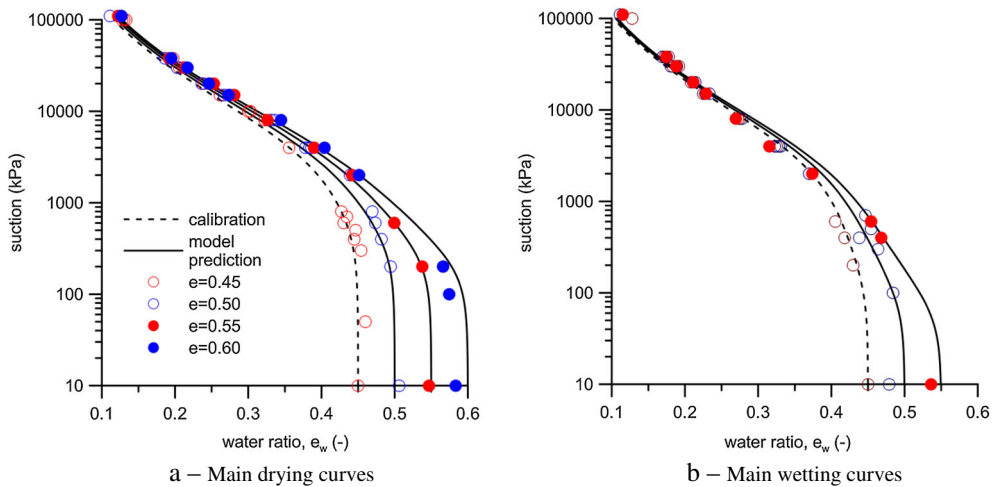 100000
10000
1000
100
10
suction (kPa)
calibration
model
prediction
e=0.45
e=0.50
e=0.55
e=0.60
0.1 0.2 0.3 0.4 0.5 0.6
water ratio, e_w (-)
a – Main drying curves
100000
10000
1000
100
10
suction (kPa)
0.1 0.2 0.3 0.4 0.5 0.6
water ratio, e_w (-)
b – Main wetting curves